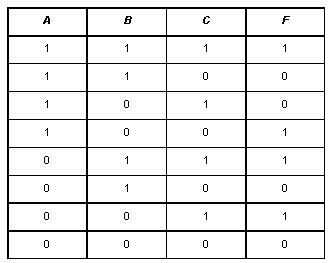 A B C F
1 1 1 1
1 1 0 0
1 0 1 0
1 0 0 1
0 1 1 1
0 1 0 0
0 0 1 1
0 0 0 0